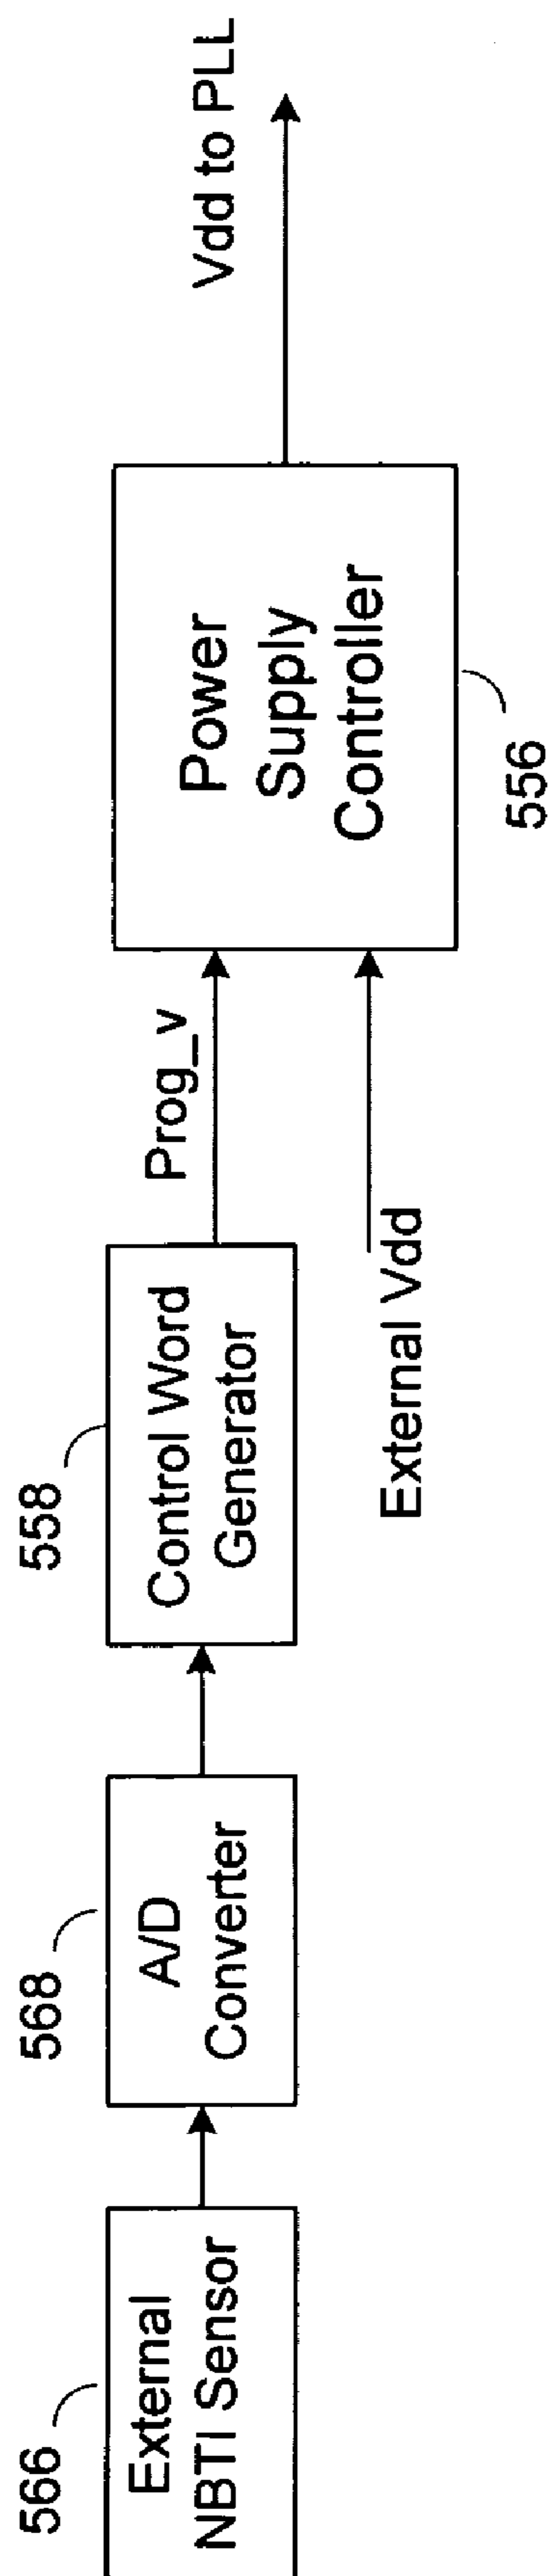 566
External
NBTI Sensor
568
A/D
Converter
558
Control Word
Generator
Prog_v
External Vdd
Power
Supply
Controller
556
Vdd to PLL